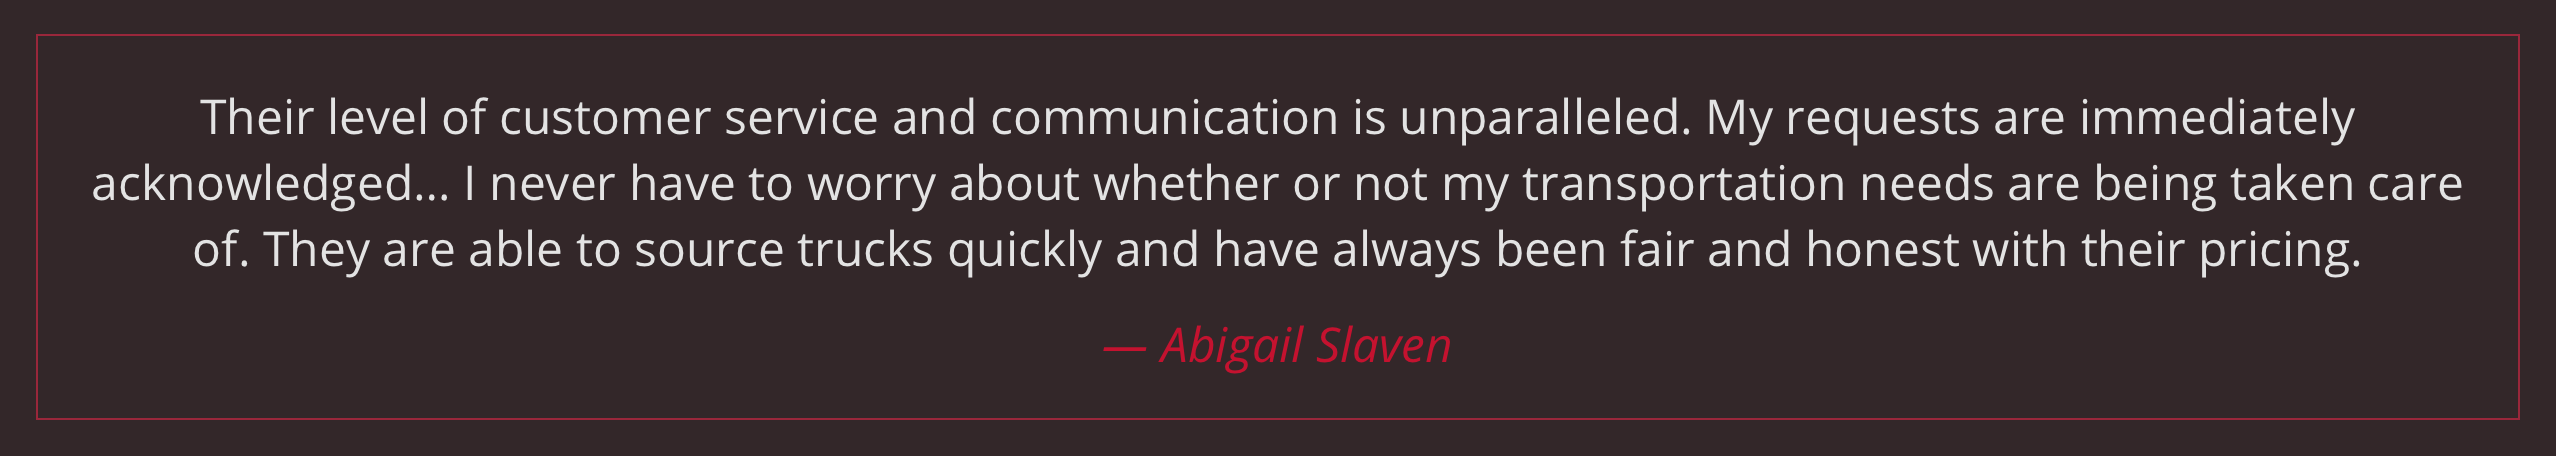 Their level of customer service and communication is unparalleled. My requests are immediately
acknowledged... I never have to worry about whether or not my transportation needs are being taken care
of. They are able to source trucks quickly and have always been fair and honest with their pricing.
— Abigail Slaven